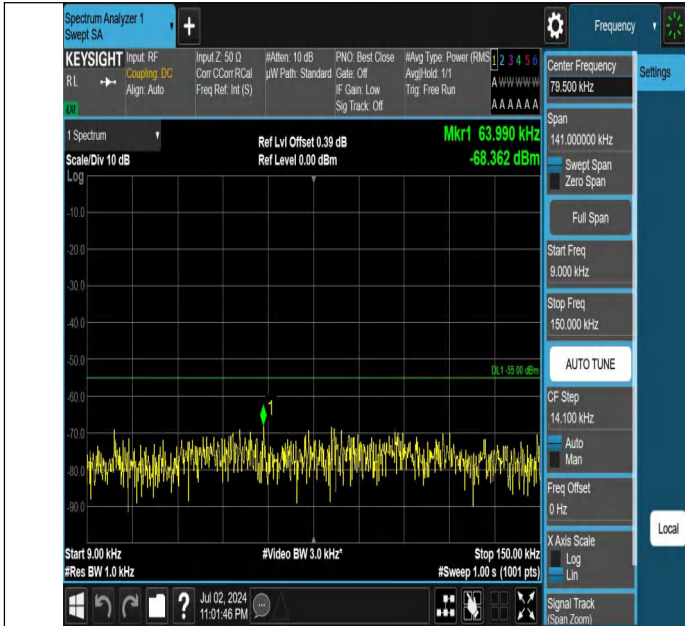 Spectrum Analyzer 1
Swept SA
+
Frequency
KEYSIGHT
RL
Input: RF
Coupling: DC
Align: Auto
Input Z: 50 Ω
Corr CCorr RCal
Freq Ref: Int (S)
#Atten: 10 dB
µW Path: Standard
PNO: Best Close
Gate: Off
IF Gain: Low
Sig Track: Off
#Avg Type: Power (RMS
Avg|Hold: 1/1
Trig: Free Run
1 2 3 4 5 6
A W W W W W
A A A A A A
1 Spectrum
Scale/Div 10 dB
Log
Ref Lvl Offset 0.39 dB
Ref Level 0.00 dBm
Mkr1 63.990 kHz
-68.362 dBm
-10.0
-20.0
-30.0
-40.0
-50.0
-60.0
-70.0
-80.0
-90.0
DL1 -55.00 dBm
1
Start 9.00 kHz
#Res BW 1.0 kHz
#Video BW 3.0 kHz*
Stop 150.00 kHz
#Sweep 1.00 s (1001 pts)
Center Frequency
79.500 kHz
Span
141.000000 kHz
Swept Span
Zero Span
Full Span
Start Freq
9.000 kHz
Stop Freq
150.000 kHz
AUTO TUNE
CF Step
14.100 kHz
Auto
Man
Freq Offset
0 Hz
X Axis Scale
Log
Lin
Signal Track
(Span Zoom)
Settings
Local
?
Jul 02, 2024
11:01:46 PM